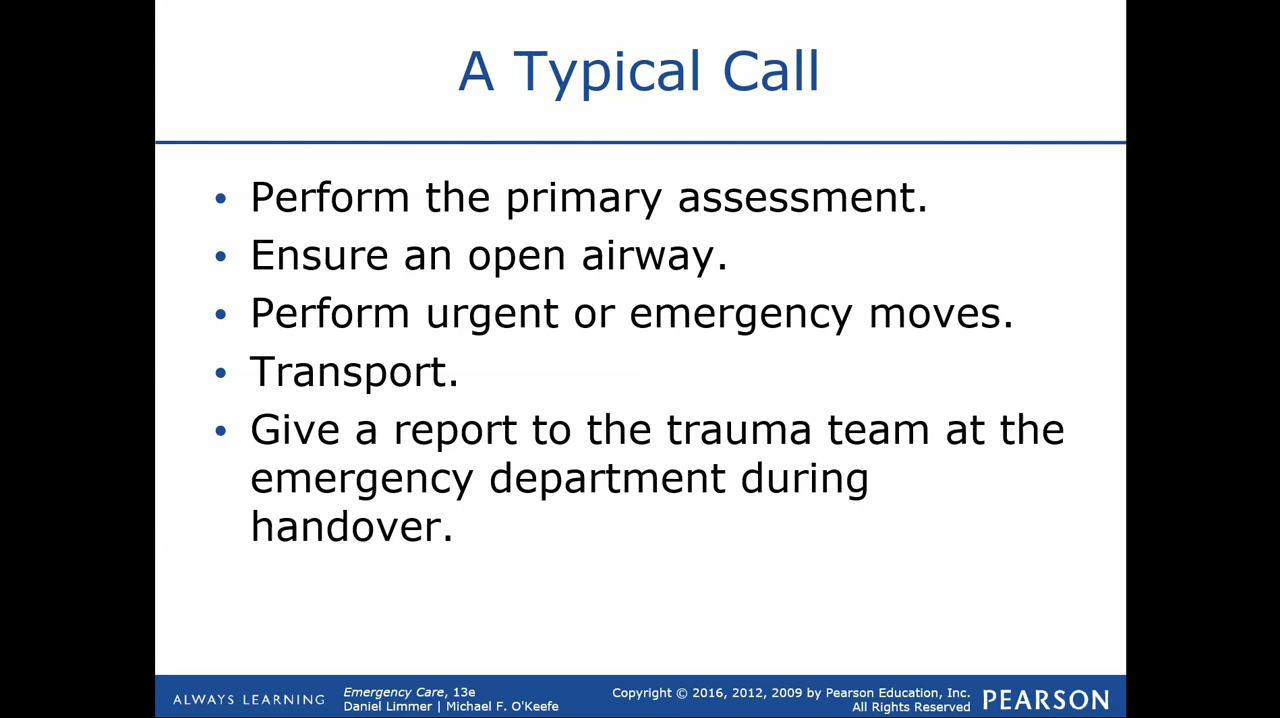 A Typical Call
• Perform the primary assessment.
• Ensure an open airway.
• Perform urgent or emergency moves.
• Transport.
• Give a report to the trauma team at the
emergency department during
handover.
ALWAYS LEARNING
Emergency Care, 13e
Daniel Limmer | Michael F. O'Keefe
Copyright © 2016, 2012, 2009 by Pearson Education, Inc.
All Rights Reserved
PEARSON